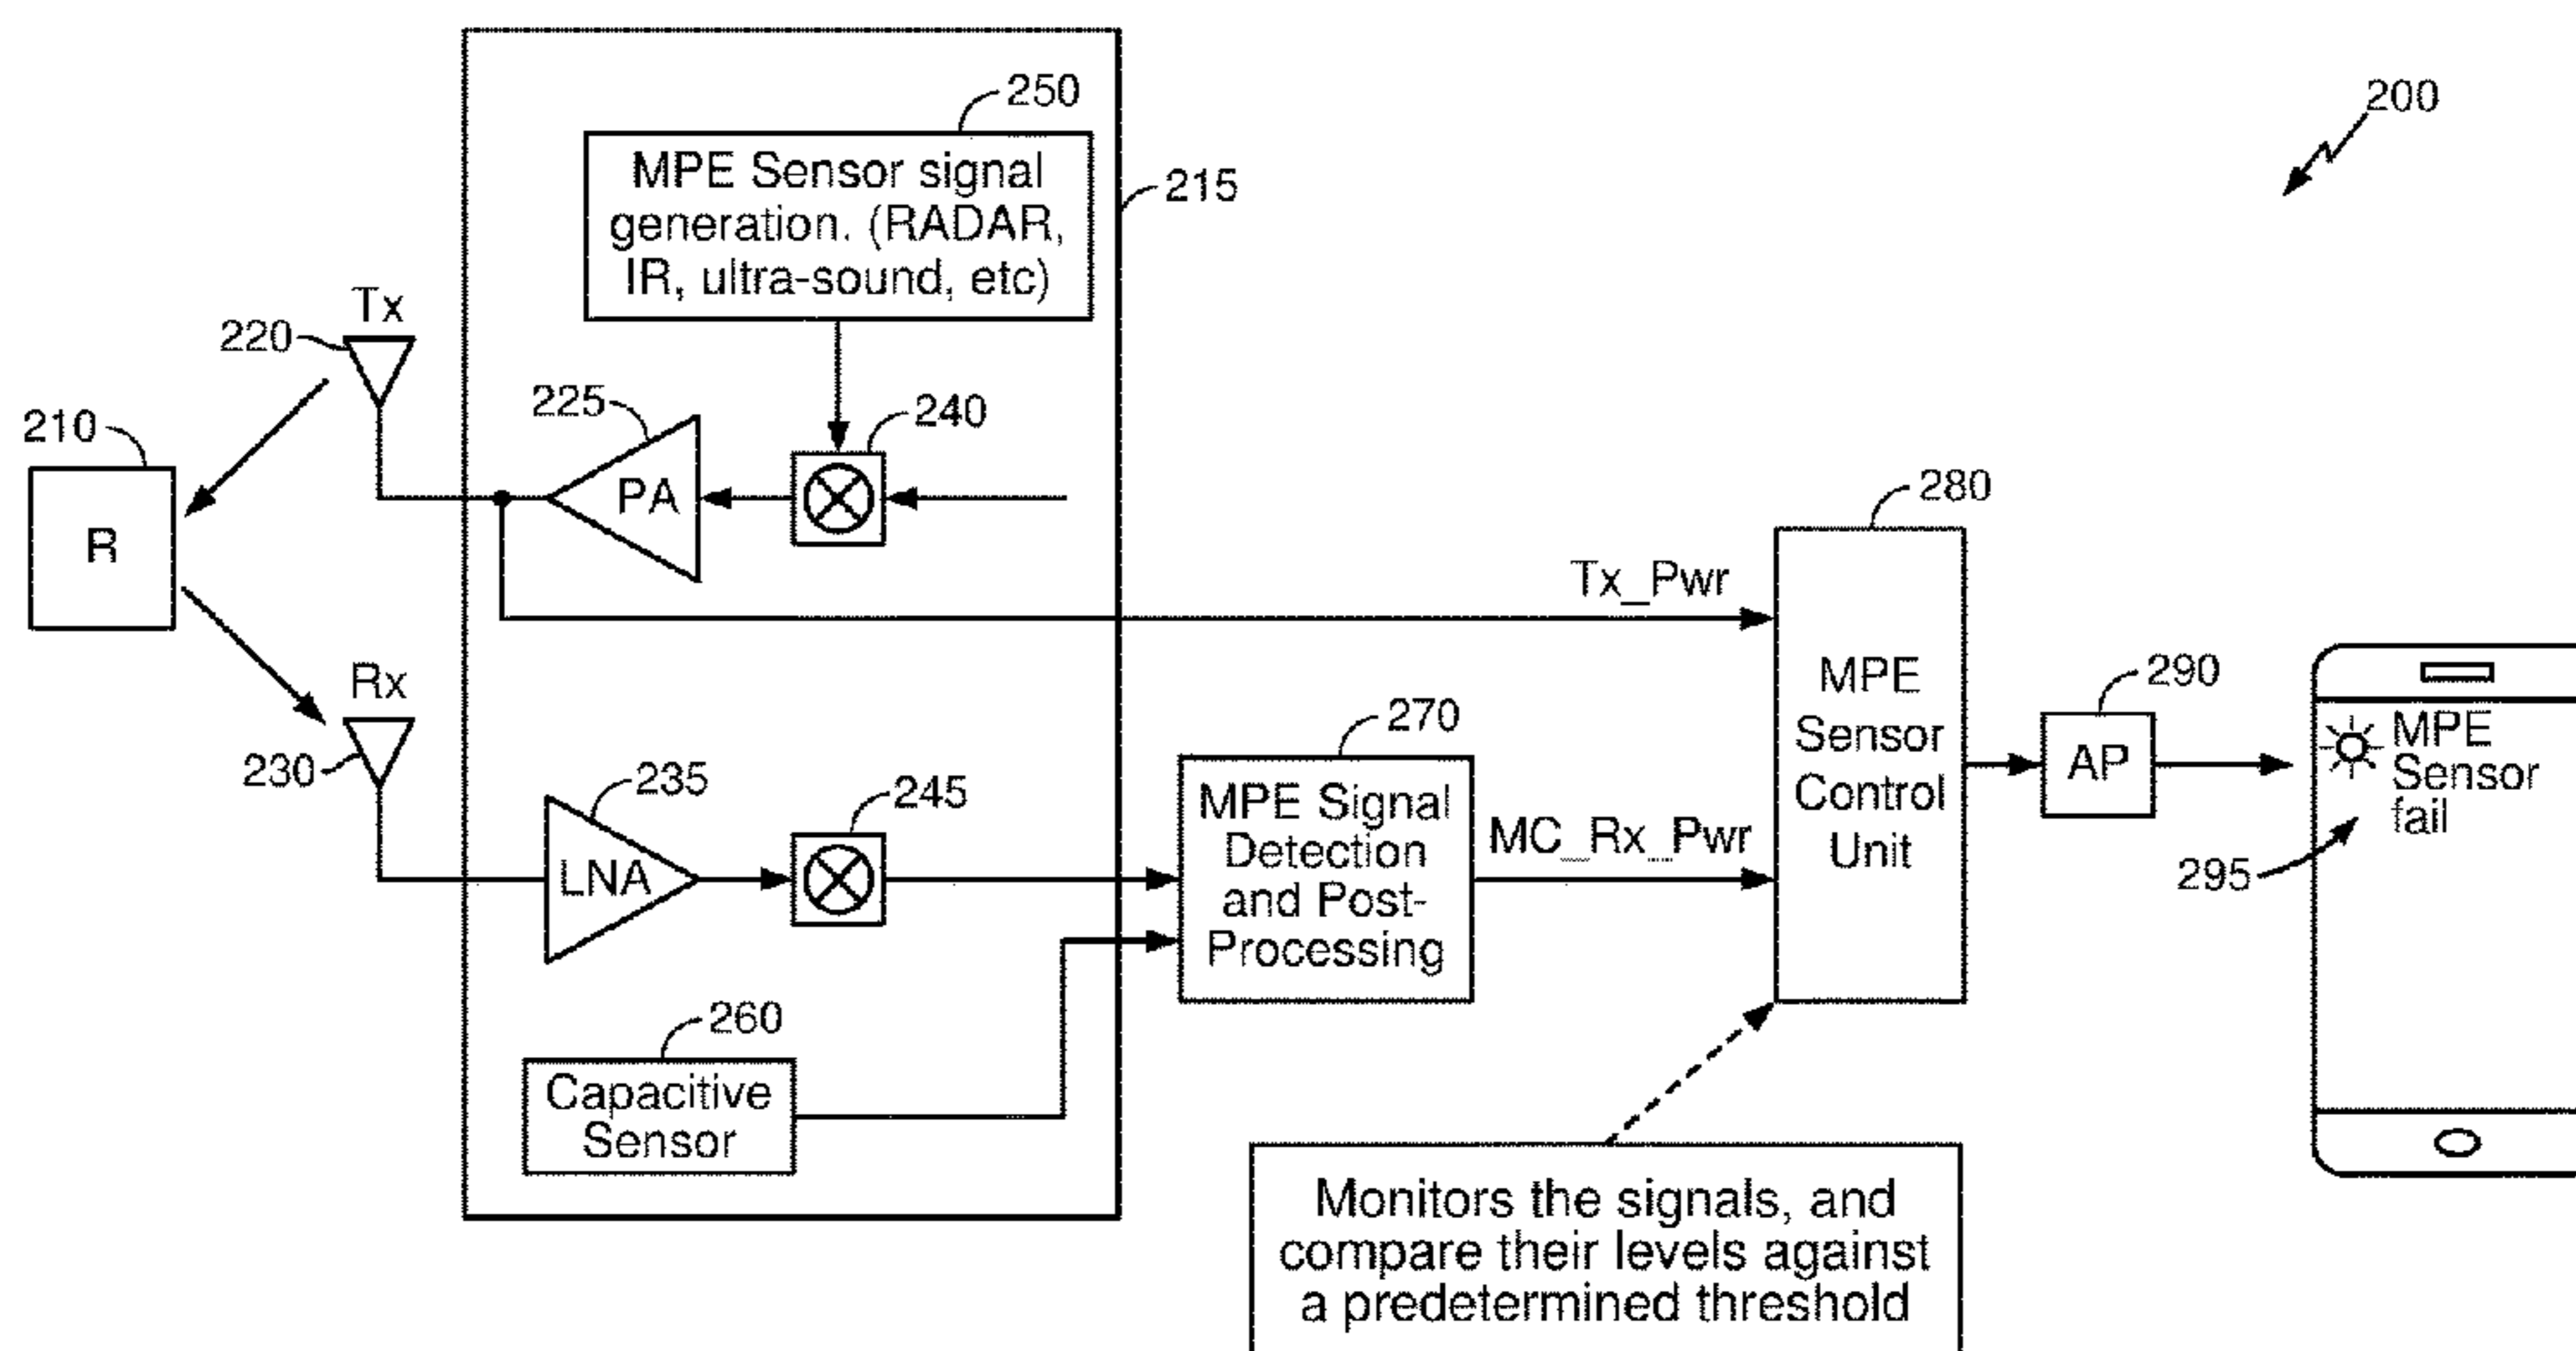 250
200
MPE Sensor signal
generation. (RADAR,
IR, ultra-sound, etc)
215
Tx
220
225
240
210
PA
R
280
Tx_Pwr
Rx
230
235
245
LNA
270
MPE Signal
Detection
and Post-
Processing
MC_Rx_Pwr
MPE
Sensor
Control
Unit
290
AP
MPE
Sensor
fail
295
260
Capacitive
Sensor
Monitors the signals, and
compare their levels against
a predetermined threshold